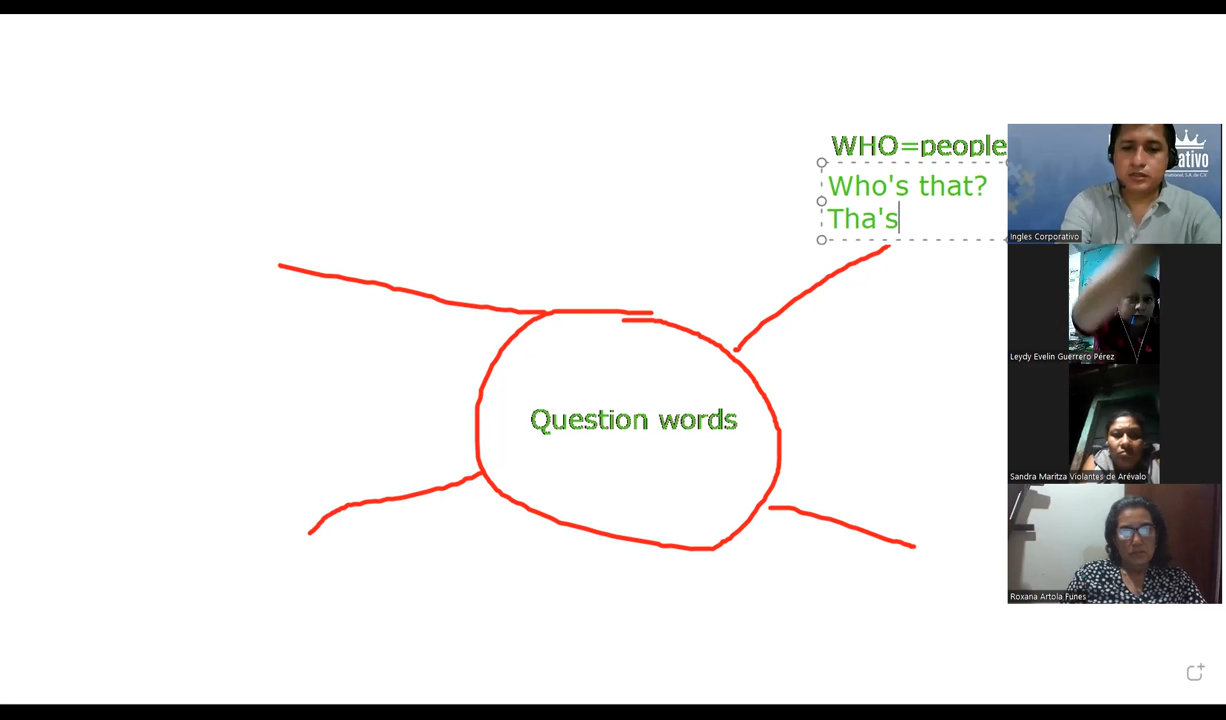 WHO=people
Who's that?
Tha's
Question words
ativo
Ingles Corporativo
Leydy Evelin Guerrero Pérez
Sandra Maritza Violantes de Arévalo
Roxana Artola Funes